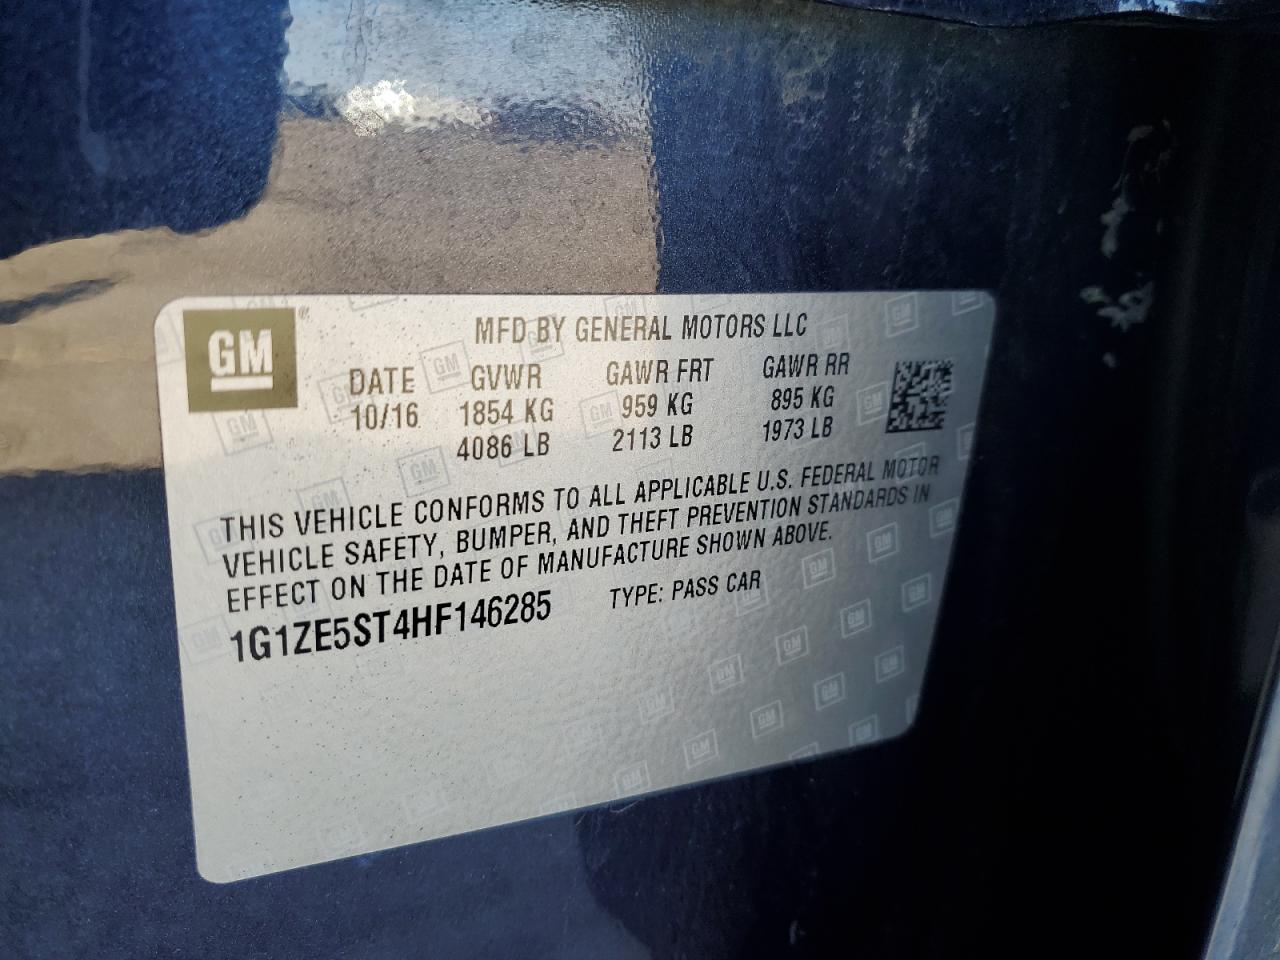 GM
MFD BY GENERAL MOTORS LLC
DATE GVWR GAWR FRT GAWR RR
10/16 1854 KG 959 KG 895 KG
4086 LB 2113 LB 1973 LB
THIS VEHICLE CONFORMS TO ALL APPLICABLE U.S. FEDERAL MOTOR
VEHICLE SAFETY, BUMPER, AND THEFT PREVENTION STANDARDS IN
EFFECT ON THE DATE OF MANUFACTURE SHOWN ABOVE.
1G1ZE5ST4HF146285 TYPE: PASS CAR